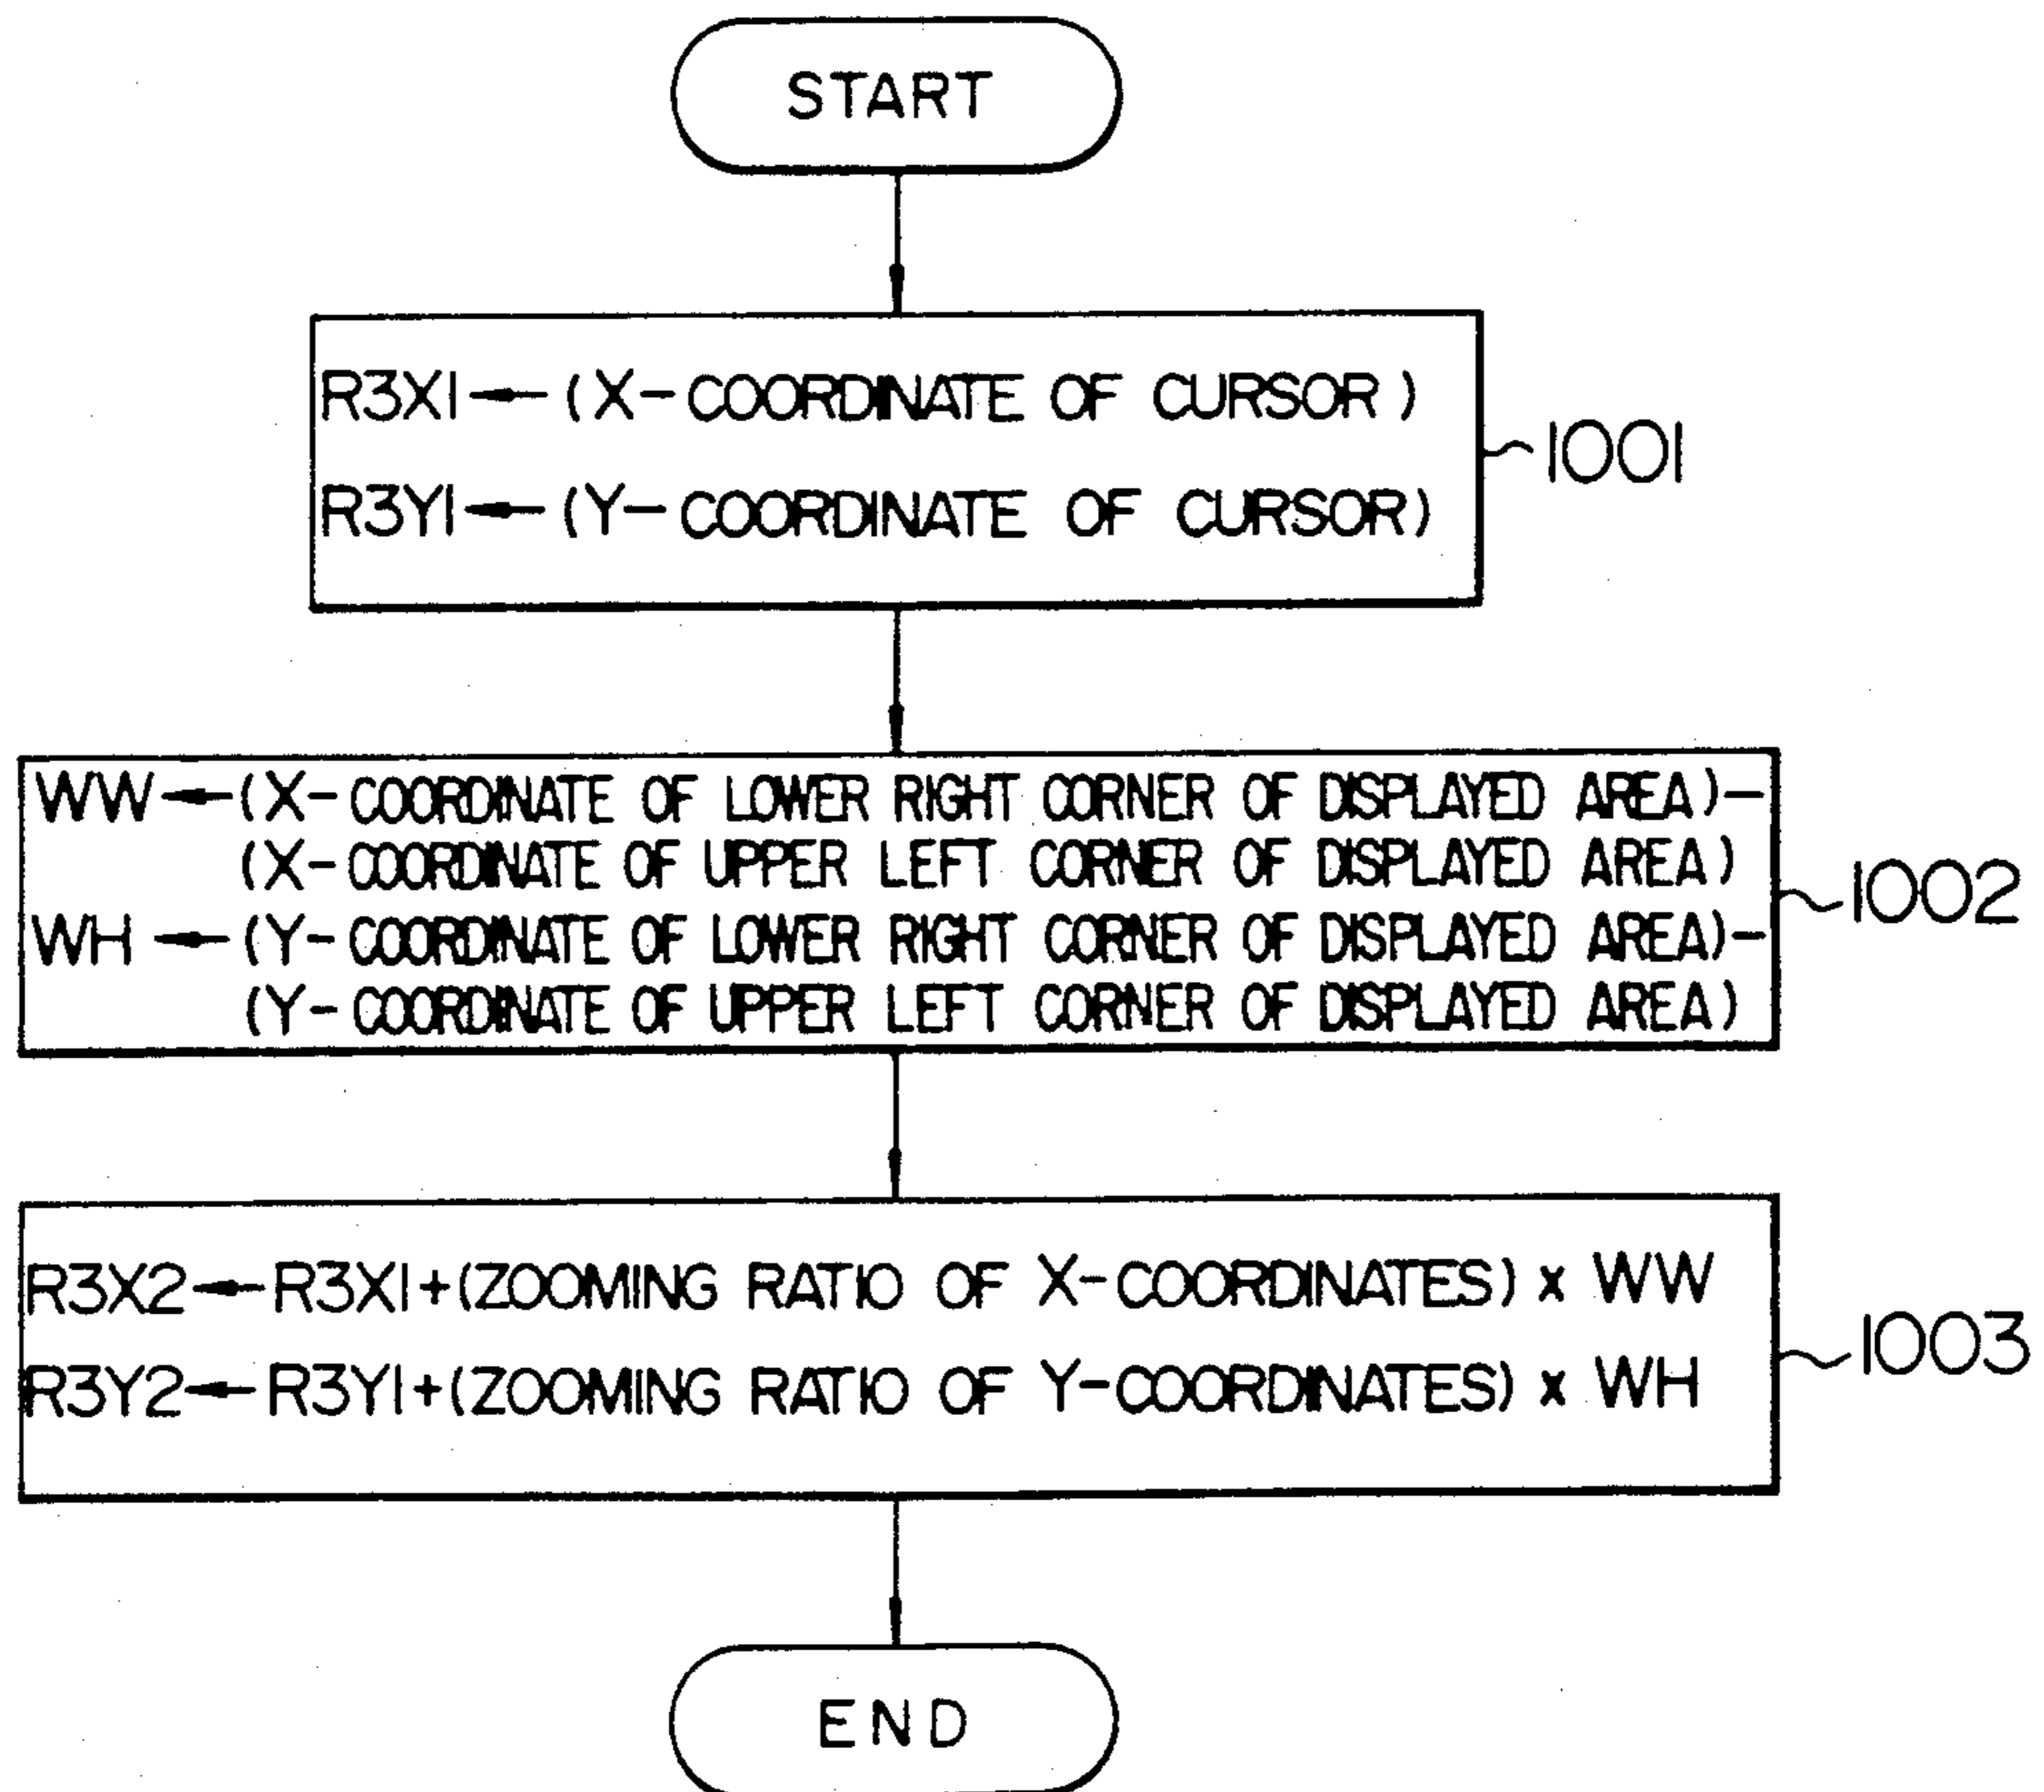 START
R3X1←(X-COORDINATE OF CURSOR)
R3Y1←(Y-COORDINATE OF CURSOR)
1001
WW←(X-COORDINATE OF LOWER RIGHT CORNER OF DISPLAYED AREA)-
(X-COORDINATE OF UPPER LEFT CORNER OF DISPLAYED AREA)
WH←(Y-COORDINATE OF LOWER RIGHT CORNER OF DISPLAYED AREA)-
(Y-COORDINATE OF UPPER LEFT CORNER OF DISPLAYED AREA)
1002
R3X2←R3X1+(ZOOMING RATIO OF X-COORDINATES) x WW
R3Y2←R3Y1+(ZOOMING RATIO OF Y-COORDINATES) x WH
1003
END